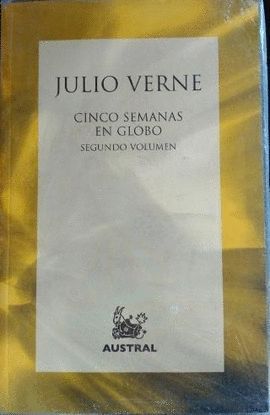 JULIO VERNE
CINCO SEMANAS
EN GLOBO
SEGUNDO VOLUMEN
AUSTRAL